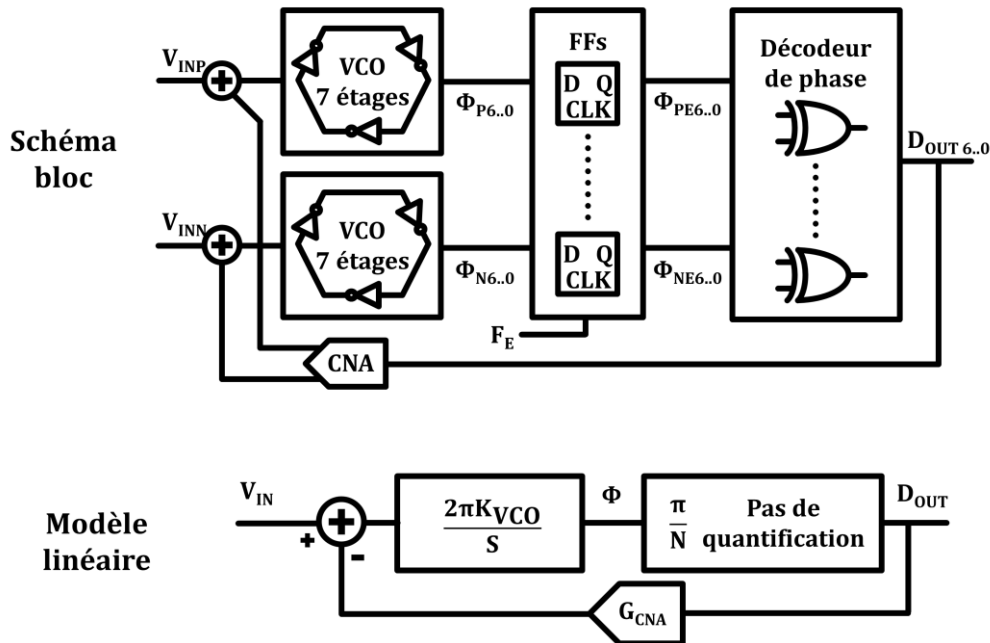 Schéma
bloc
V_INP
V_INN
VCO
7 étages
VCO
7 étages
Φ_P6..0
Φ_N6..0
FFs
D Q
CLK
D Q
CLK
F_E
Φ_PE6..0
Φ_NE6..0
Décodeur
de phase
D_OUT 6..0
CNA
Modèle
linéaire
V_IN
+
-
2πK_VCO
S
Φ
π
N
Pas de
quantification
D_OUT
G_CNA